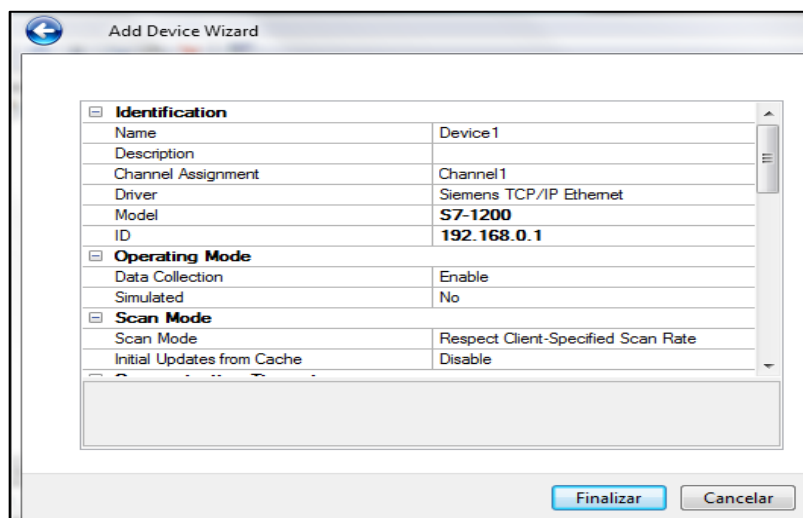 Add Device Wizard
Identification
Name Device1
Description
Channel Assignment Channel1
Driver Siemens TCP/IP Ethernet
Model S7-1200
ID 192.168.0.1
Operating Mode
Data Collection Enable
Simulated No
Scan Mode
Scan Mode Respect Client-Specified Scan Rate
Initial Updates from Cache Disable
Finalizar Cancelar